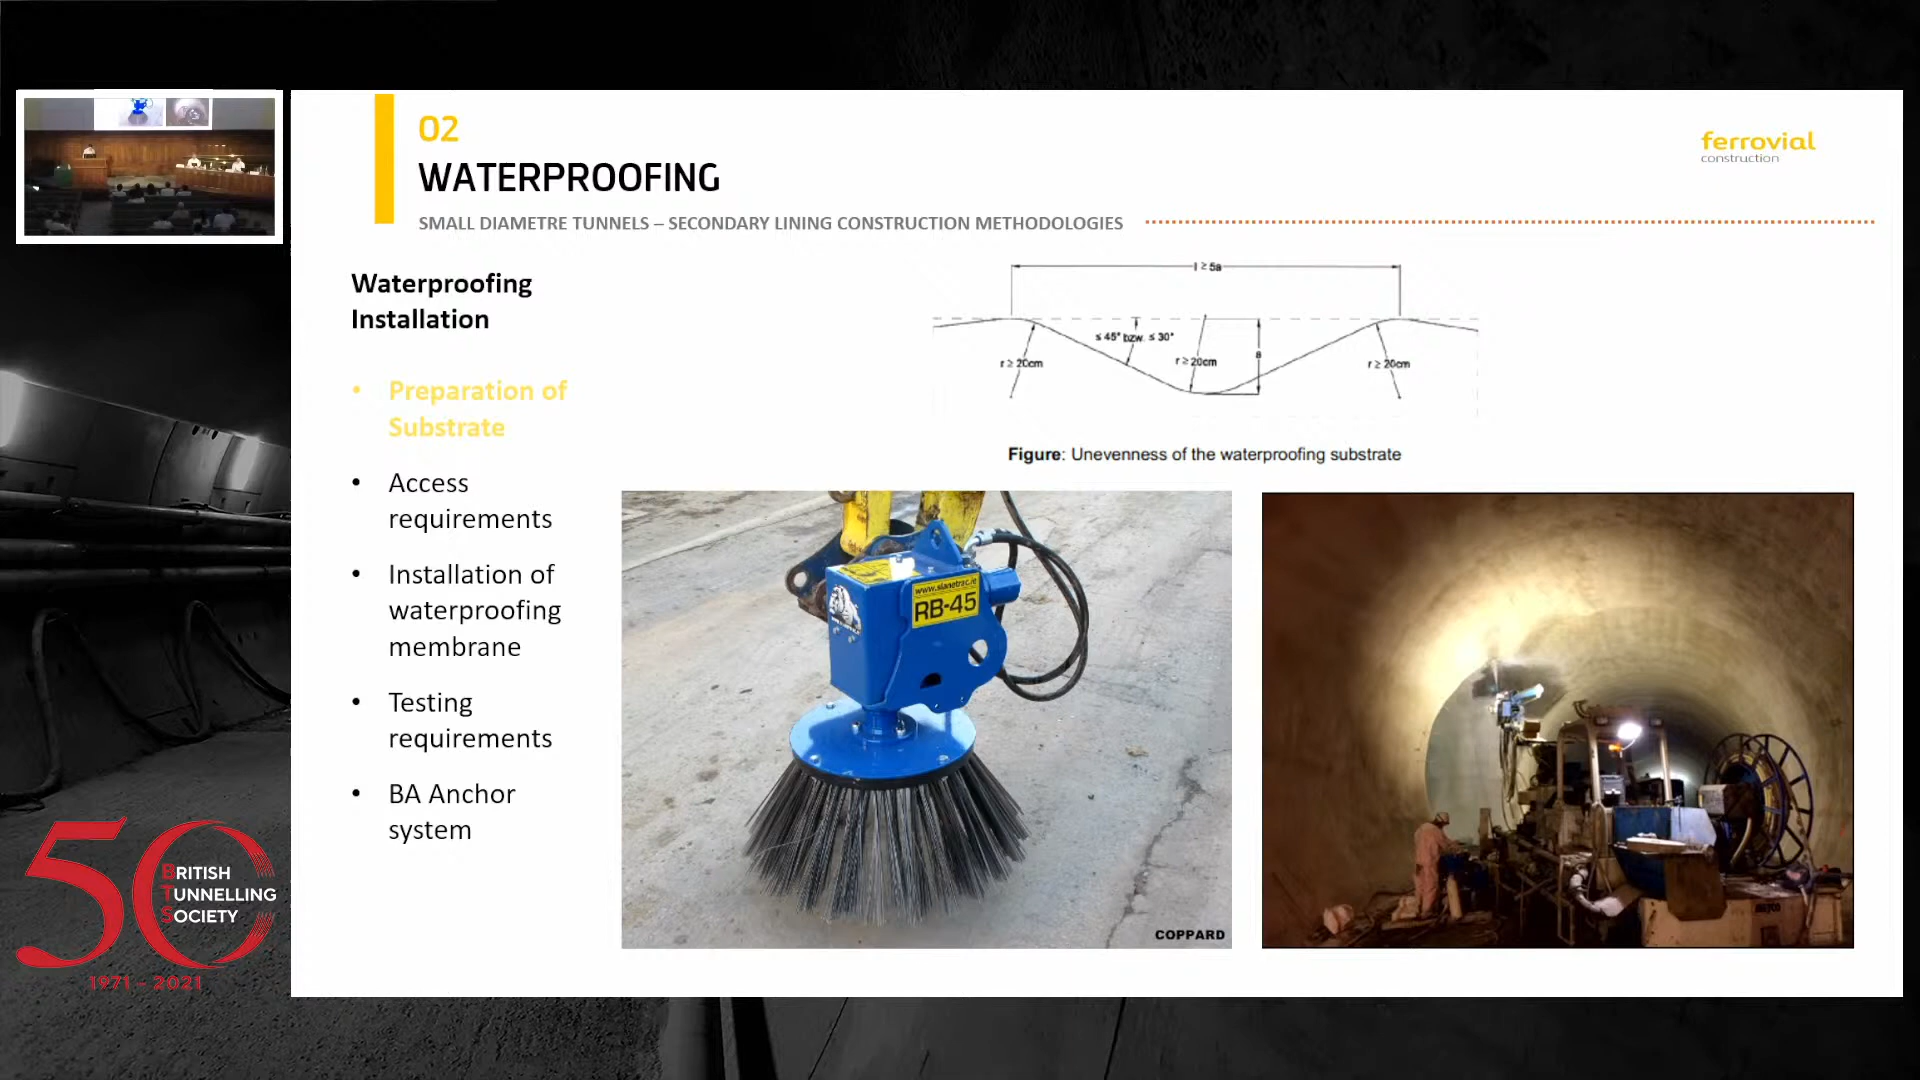 02
WATERPROOFING
SMALL DIAMETRE TUNNELS – SECONDARY LINING CONSTRUCTION METHODOLOGIES
ferrovial
construction
Waterproofing
Installation
• Preparation of
Substrate
• Access
requirements
• Installation of
waterproofing
membrane
• Testing
requirements
• BA Anchor
system
l ≥ 5a
≤ 45° bzw. ≤ 30°
a
r ≥ 20cm
r ≥ 20cm
r ≥ 20cm
Figure: Unevenness of the waterproofing substrate
www.slanetrac.ie
RB-45
COPPARD
50
BRITISH
TUNNELLING
SOCIETY
1971 - 2021